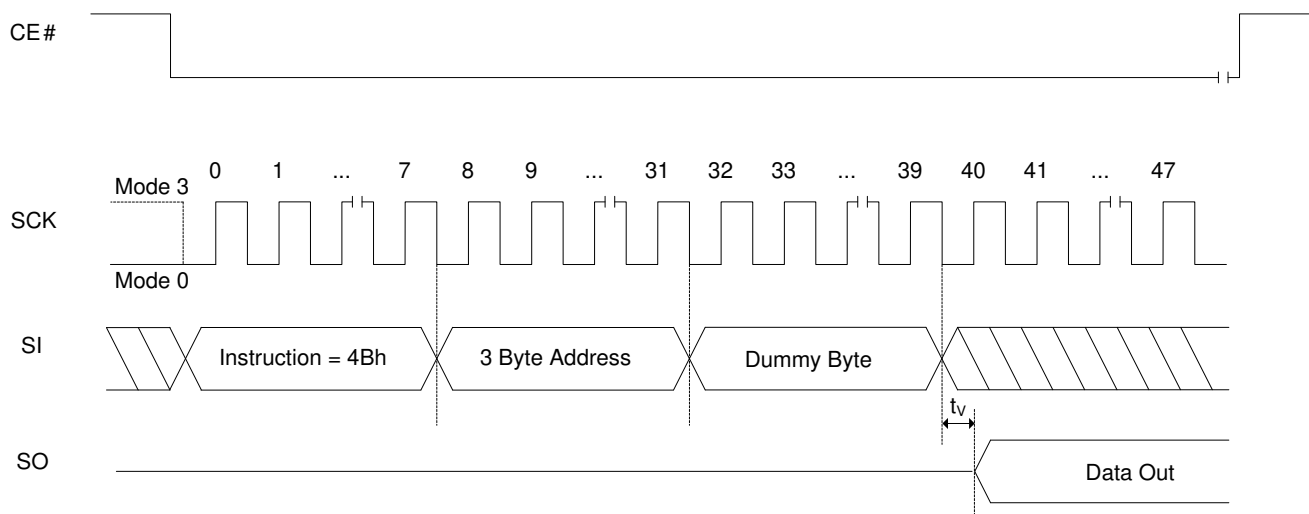 CE#
0 1 ... 7 8 9 ... 31 32 33 ... 39 40 41 ... 47
Mode 3
SCK
Mode 0
SI
Instruction = 4Bh
3 Byte Address
Dummy Byte
tV
SO
Data Out